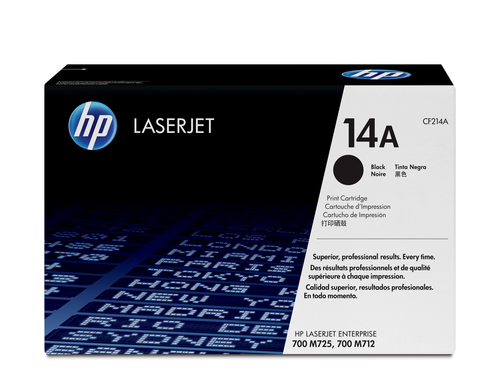 hp
hp LASERJET
14A
CF214A
Black Tinta Negra
Noire 黑色
Print Cartridge
Cartouche d'Impression
Cartucho de Impresión
打印硒鼓
Superior, professional results. Every time.
Des résultats professionnels et de qualité
supérieure à chaque impression.
Calidad superior, resultados profesionales.
En todo momento.
HP LASERJET ENTERPRISE
700 M725, 700 M712